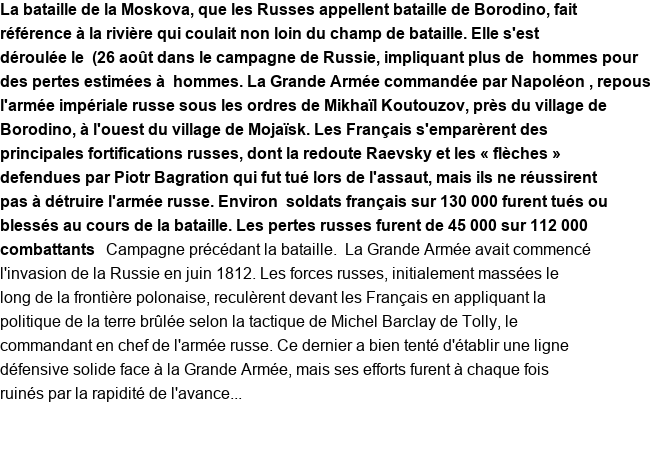 La bataille de la Moskova, que les Russes appellent bataille de Borodino, fait
référence à la rivière qui coulait non loin du champ de bataille. Elle s'est
déroulée le  (26 août dans le campagne de Russie, impliquant plus de  hommes pour
des pertes estimées à  hommes. La Grande Armée commandée par Napoléon , repous
l'armée impériale russe sous les ordres de Mikhaïl Koutouzov, près du village de
Borodino, à l'ouest du village de Mojaïsk. Les Français s'emparèrent des
principales fortifications russes, dont la redoute Raevsky et les « flèches »
defendues par Piotr Bagration qui fut tué lors de l'assaut, mais ils ne réussirent
pas à détruire l'armée russe. Environ  soldats français sur 130 000 furent tués ou
blessés au cours de la bataille. Les pertes russes furent de 45 000 sur 112 000
combattants   Campagne précédant la bataille.  La Grande Armée avait commencé
l'invasion de la Russie en juin 1812. Les forces russes, initialement massées le
long de la frontière polonaise, reculèrent devant les Français en appliquant la
politique de la terre brûlée selon la tactique de Michel Barclay de Tolly, le
commandant en chef de l'armée russe. Ce dernier a bien tenté d'établir une ligne
défensive solide face à la Grande Armée, mais ses efforts furent à chaque fois
ruinés par la rapidité de l'avance...